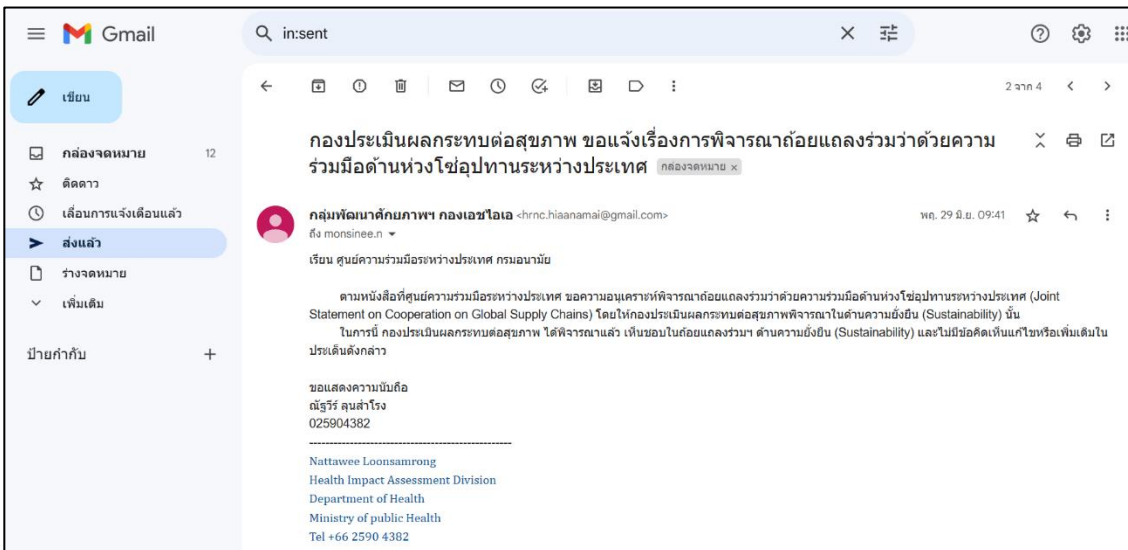 Gmail
in:sent
เขียน
2 จาก 4
กล่องจดหมาย 12
ติดดาว
เลื่อนการแจ้งเตือนแล้ว
ส่งแล้ว
ร่างจดหมาย
เพิ่มเติม
ป้ายกำกับ
กองประเมินผลกระทบต่อสุขภาพ ขอแจ้งเรื่องการพิจารณาถ้อยแถลงร่วมว่าด้วยความ
ร่วมมือด้านห่วงโซ่อุปทานระหว่างประเทศ กล่องจดหมาย ×
กลุ่มพัฒนาศักยภาพฯ กองเอชไอเอ <hrnc.hiaanamai@gmail.com> พฤ. 29 มิ.ย. 09:41
ถึง monsinee.n
เรียน ศูนย์ความร่วมมือระหว่างประเทศ กรมอนามัย
ตามหนังสือที่ศูนย์ความร่วมมือระหว่างประเทศ ขอความอนุเคราะห์พิจารณาถ้อยแถลงร่วมว่าด้วยความร่วมมือด้านห่วงโซ่อุปทานระหว่างประเทศ (Joint
Statement on Cooperation on Global Supply Chains) โดยให้กองประเมินผลกระทบต่อสุขภาพพิจารณาในด้านความยั่งยืน (Sustainability) นั้น
ในการนี้ กองประเมินผลกระทบต่อสุขภาพ ได้พิจารณาแล้ว เห็นชอบในถ้อยแถลงร่วมฯ ด้านความยั่งยืน (Sustainability) และไม่มีข้อคิดเห็นแก้ไขหรือเพิ่มเติมใน
ประเด็นดังกล่าว
ขอแสดงความนับถือ
ณัฐวีร์ ลุนสำโรง
025904382
--------------------------------------------------
Nattawee Loonsamrong
Health Impact Assessment Division
Department of Health
Ministry of public Health
Tel +66 2590 4382